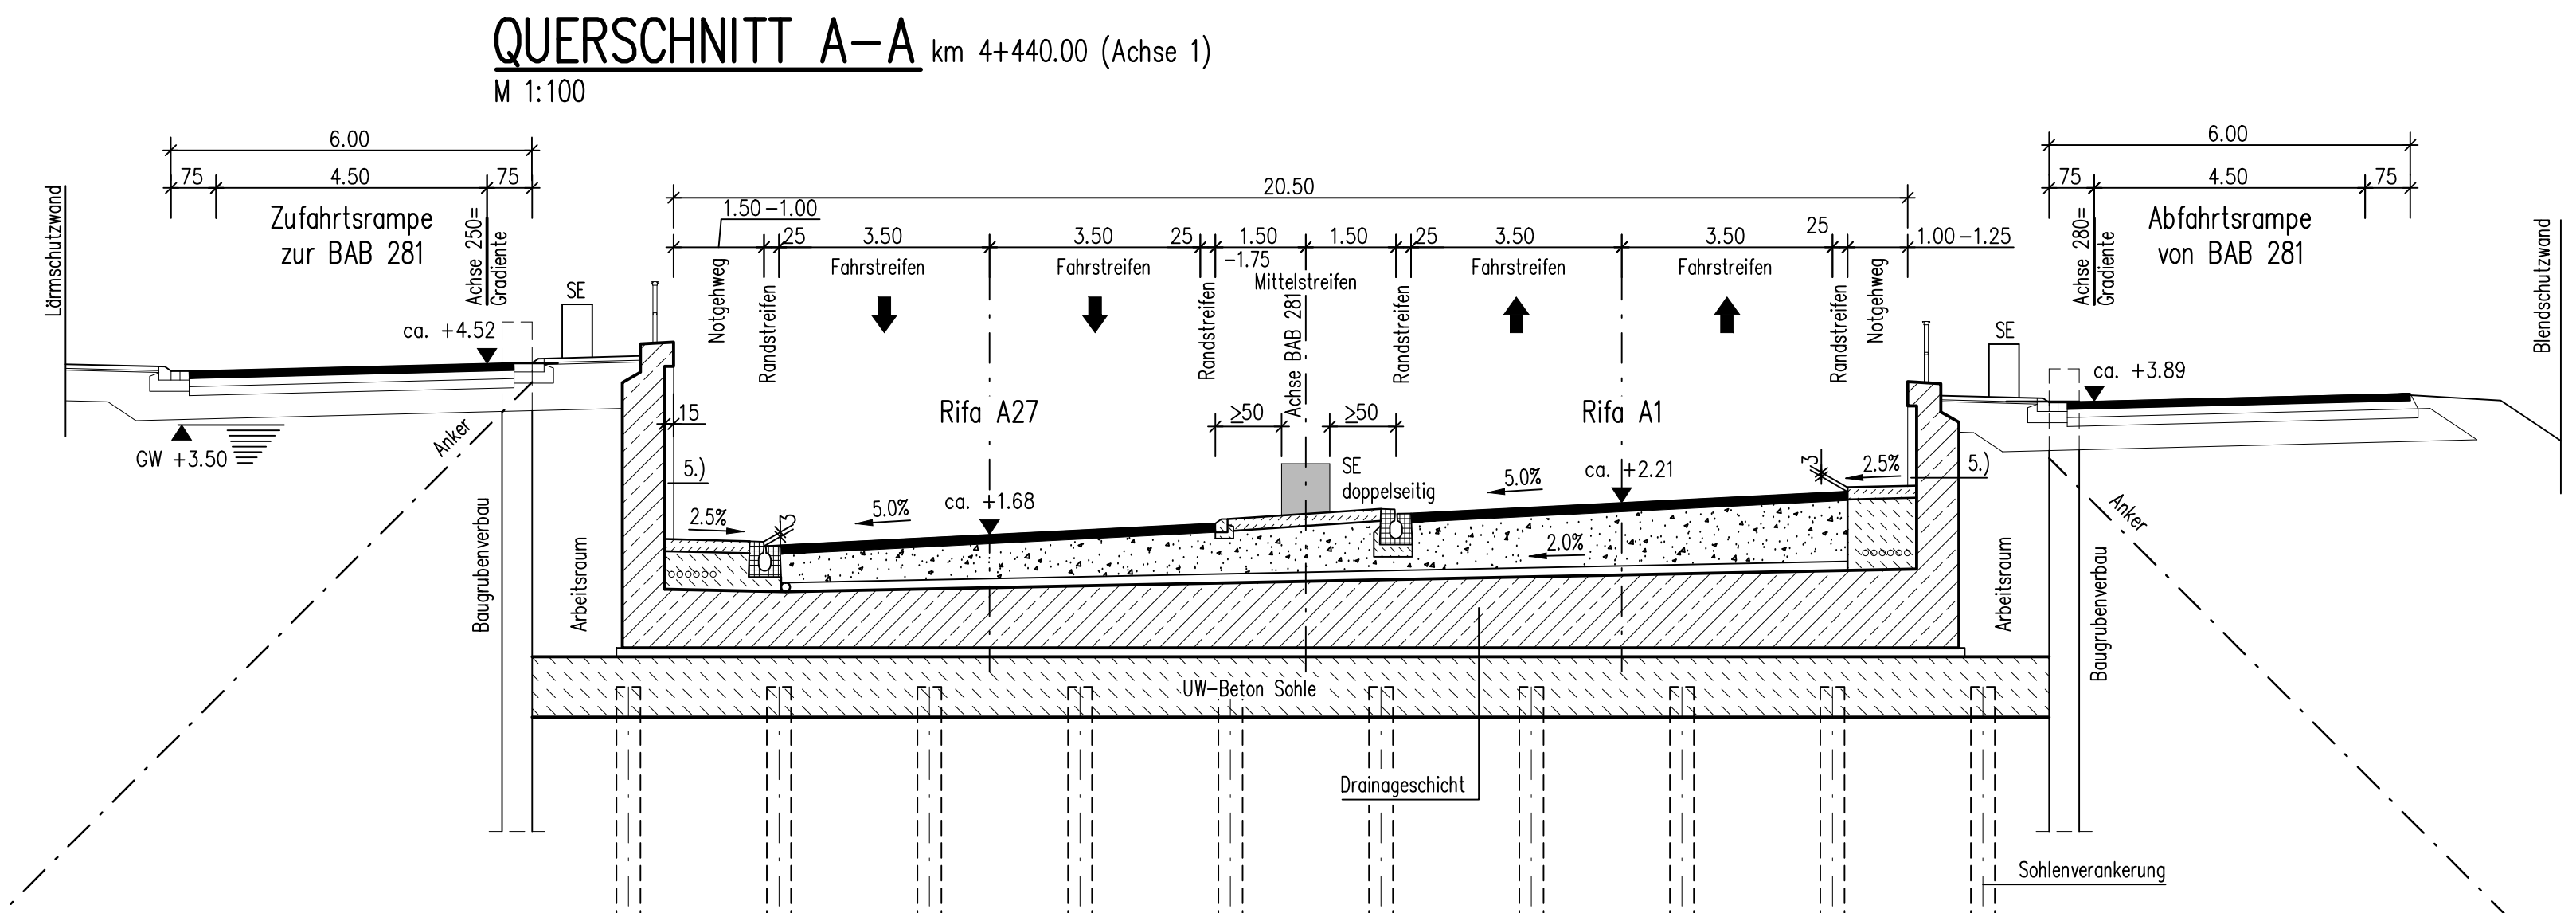 QUERSCHNITT A-A km 4+440.00 (Achse 1)
M 1:100
6.00
75 4.50 75
Lärmschutzwand
Zufahrtsrampe
zur BAB 281
Achse 250=
Gradiente
ca. +4.52
SE
GW +3.50
Anker
Baugrubenverbau
Arbeitsraum
20.50
1.50-1.00
25 3.50 3.50 25 1.50 1.50 25 3.50 3.50 25 1.00-1.25
-1.75
Notgehweg
Randstreifen
Fahrstreifen
Fahrstreifen
Randstreifen
Mittelstreifen
Achse BAB 281
Randstreifen
Fahrstreifen
Fahrstreifen
Randstreifen
Notgehweg
15
Rifa A27
≥50 ≥50
Rifa A1
5.)
2.5%
3
5.0%
ca. +1.68
SE
doppelseitig
5.0%
ca. +2.21
3
2.5%
5.)
2.0%
6.00
75 4.50 75
Achse 280=
Gradiente
Abfahrtsrampe
von BAB 281
Blendschutzwand
SE
ca. +3.89
Anker
Arbeitsraum
Baugrubenverbau
UW-Beton Sohle
Drainageschicht
Sohlenverankerung